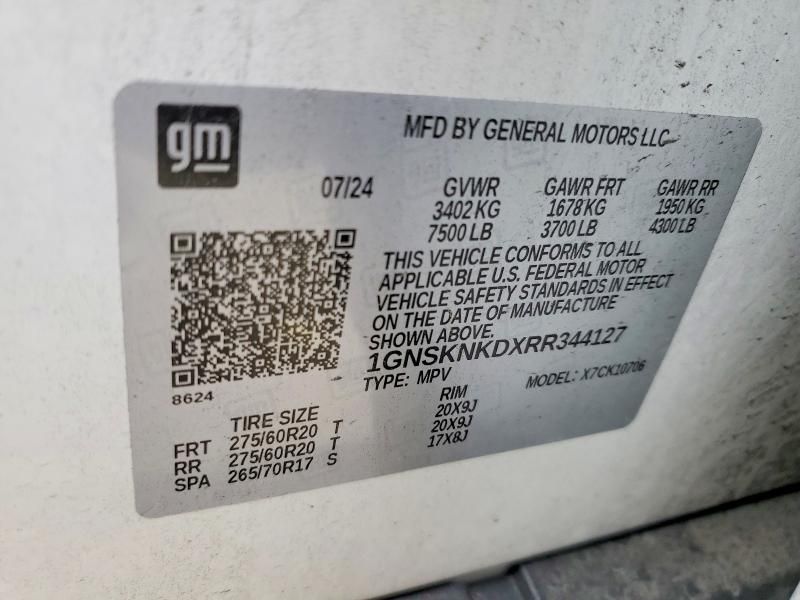 gm
MFD BY GENERAL MOTORS LLC
07/24 GVWR GAWR FRT GAWR RR
3402 KG 1678 KG 1950 KG
7500 LB 3700 LB 4300 LB
THIS VEHICLE CONFORMS TO ALL
APPLICABLE U.S. FEDERAL MOTOR
VEHICLE SAFETY STANDARDS IN EFFECT
ON THE DATE OF MANUFACTURE
SHOWN ABOVE.
1GNSKNKDXRR344127
TYPE: MPV MODEL: X7CK10706
8624
TIRE SIZE RIM
FRT 275/60R20 T 20X9J
RR 275/60R20 T 20X9J
SPA 265/70R17 S 17X8J